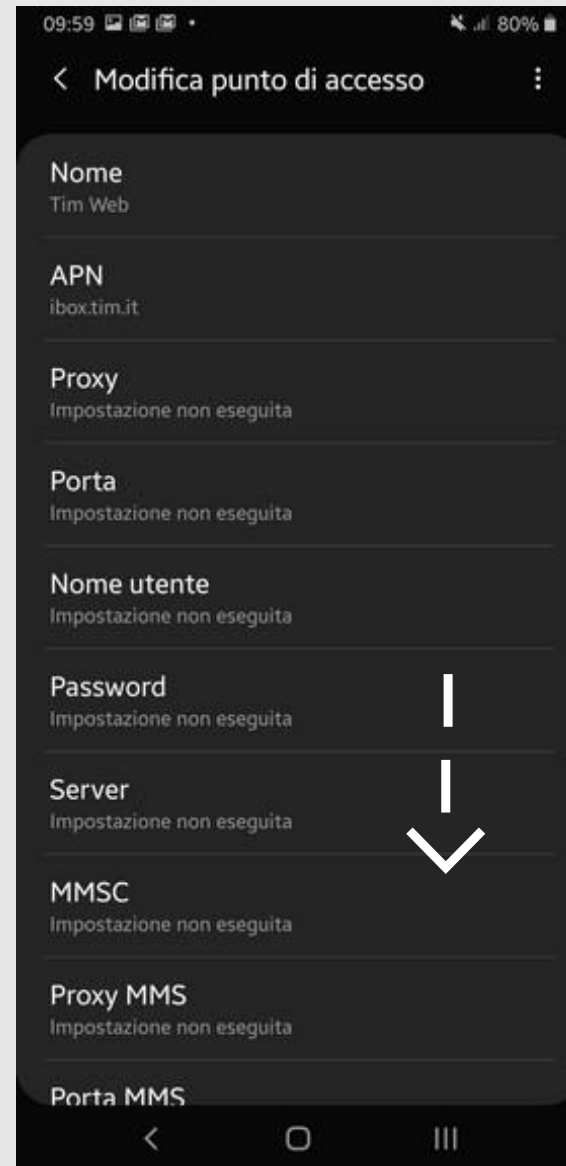 09:59
80%
Modifica punto di accesso
Nome
Tim Web
APN
ibox.tim.it
Proxy
Impostazione non eseguita
Porta
Impostazione non eseguita
Nome utente
Impostazione non eseguita
Password
Impostazione non eseguita
Server
Impostazione non eseguita
MMSC
Impostazione non eseguita
Proxy MMS
Impostazione non eseguita
Porta MMS